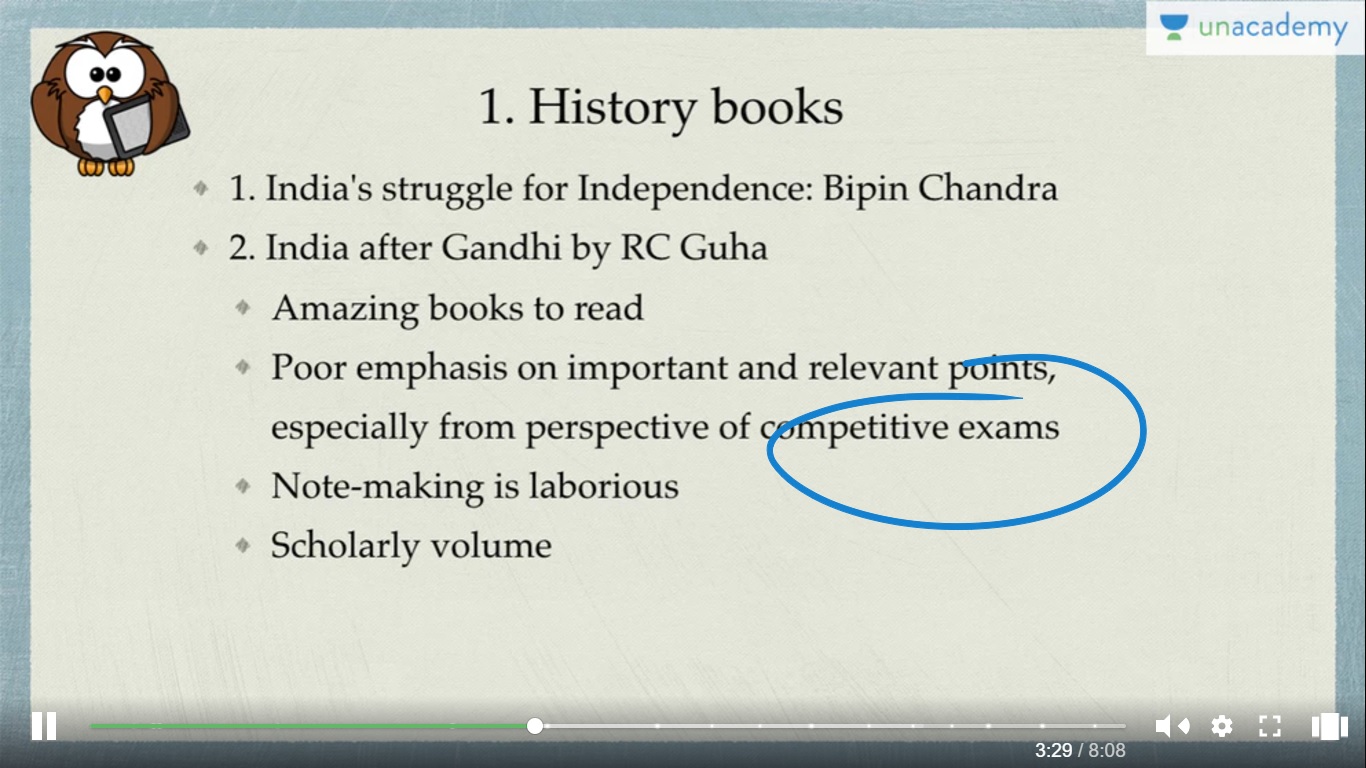 unacademy
1. History books
1. India's struggle for Independence: Bipin Chandra
2. India after Gandhi by RC Guha
Amazing books to read
Poor emphasis on important and relevant points,
especially from perspective of competitive exams
Note-making is laborious
Scholarly volume
3:29 / 8:08